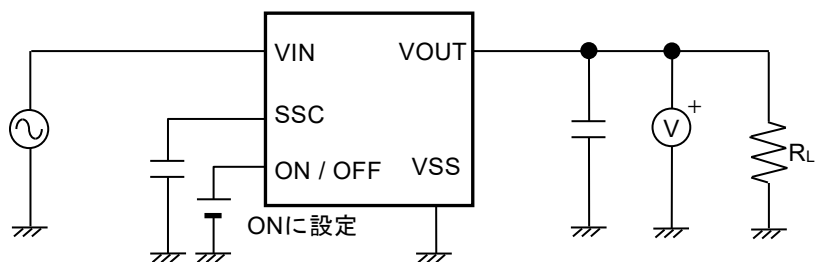 VIN
VOUT
SSC
ON / OFF
VSS
ONに設定
V
+
RL